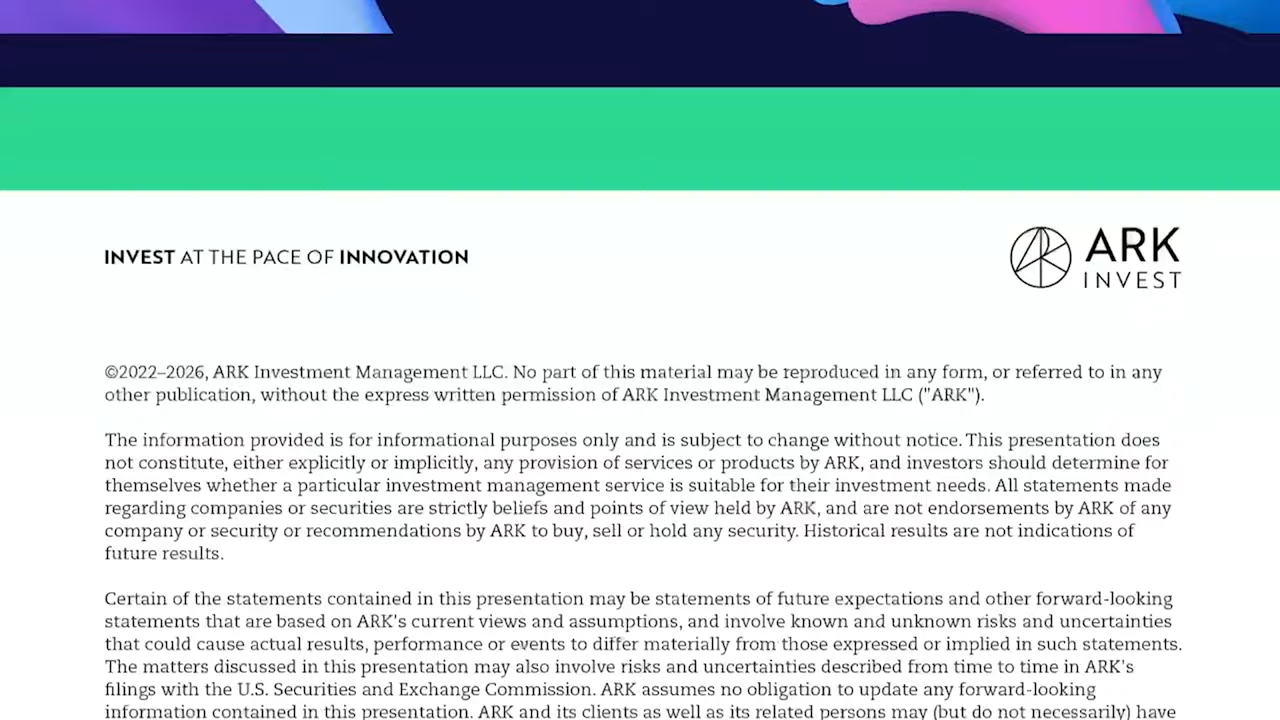 INVEST AT THE PACE OF INNOVATION
ARK
INVEST
©2022–2026, ARK Investment Management LLC. No part of this material may be reproduced in any form, or referred to in any
other publication, without the express written permission of ARK Investment Management LLC ("ARK").
The information provided is for informational purposes only and is subject to change without notice. This presentation does
not constitute, either explicitly or implicitly, any provision of services or products by ARK, and investors should determine for
themselves whether a particular investment management service is suitable for their investment needs. All statements made
regarding companies or securities are strictly beliefs and points of view held by ARK, and are not endorsements by ARK of any
company or security or recommendations by ARK to buy, sell or hold any security. Historical results are not indications of
future results.
Certain of the statements contained in this presentation may be statements of future expectations and other forward-looking
statements that are based on ARK's current views and assumptions, and involve known and unknown risks and uncertainties
that could cause actual results, performance or events to differ materially from those expressed or implied in such statements.
The matters discussed in this presentation may also involve risks and uncertainties described from time to time in ARK's
filings with the U.S. Securities and Exchange Commission. ARK assumes no obligation to update any forward-looking
information contained in this presentation. ARK and its clients as well as its related persons may (but do not necessarily) have